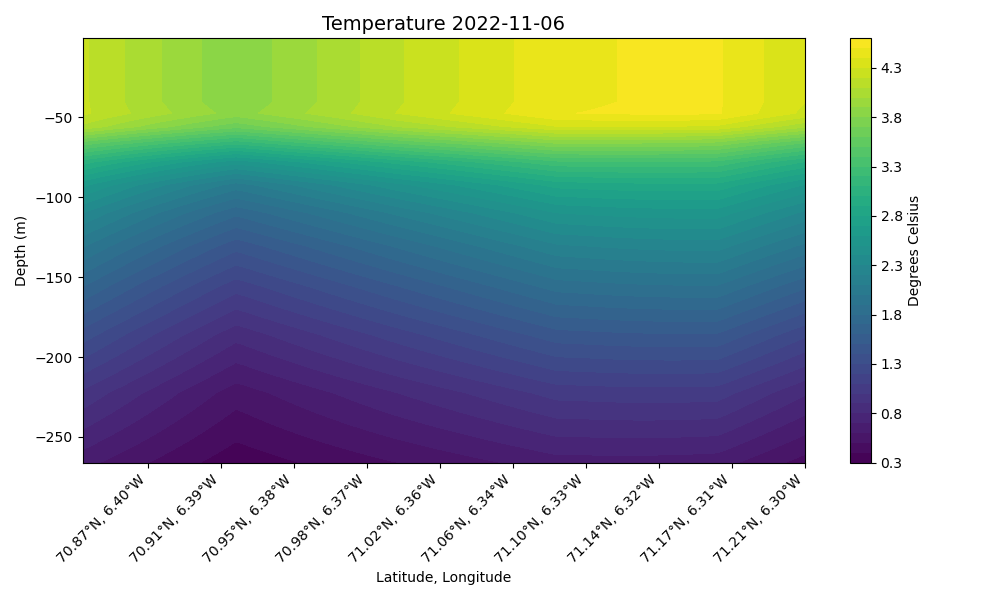 Temperature 2022-11-06
Depth (m)
−50
−100
−150
−200
−250
70.87°N, 6.40°W
70.91°N, 6.39°W
70.95°N, 6.38°W
70.98°N, 6.37°W
71.02°N, 6.36°W
71.06°N, 6.34°W
71.10°N, 6.33°W
71.14°N, 6.32°W
71.17°N, 6.31°W
71.21°N, 6.30°W
Latitude, Longitude
4.3
3.8
3.3
2.8
2.3
1.8
1.3
0.8
0.3
Degrees Celsius